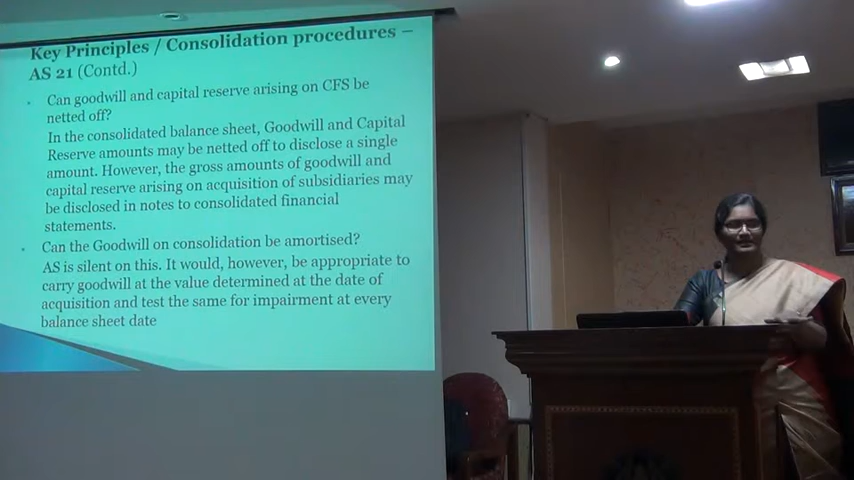 Key Principles / Consolidation procedures –
AS 21 (Contd.)
• Can goodwill and capital reserve arising on CFS be
netted off?
In the consolidated balance sheet, Goodwill and Capital
Reserve amounts may be netted off to disclose a single
amount. However, the gross amounts of goodwill and
capital reserve arising on acquisition of subsidiaries may
be disclosed in notes to consolidated financial
statements.
• Can the Goodwill on consolidation be amortised?
AS is silent on this. It would, however, be appropriate to
carry goodwill at the value determined at the date of
acquisition and test the same for impairment at every
balance sheet date